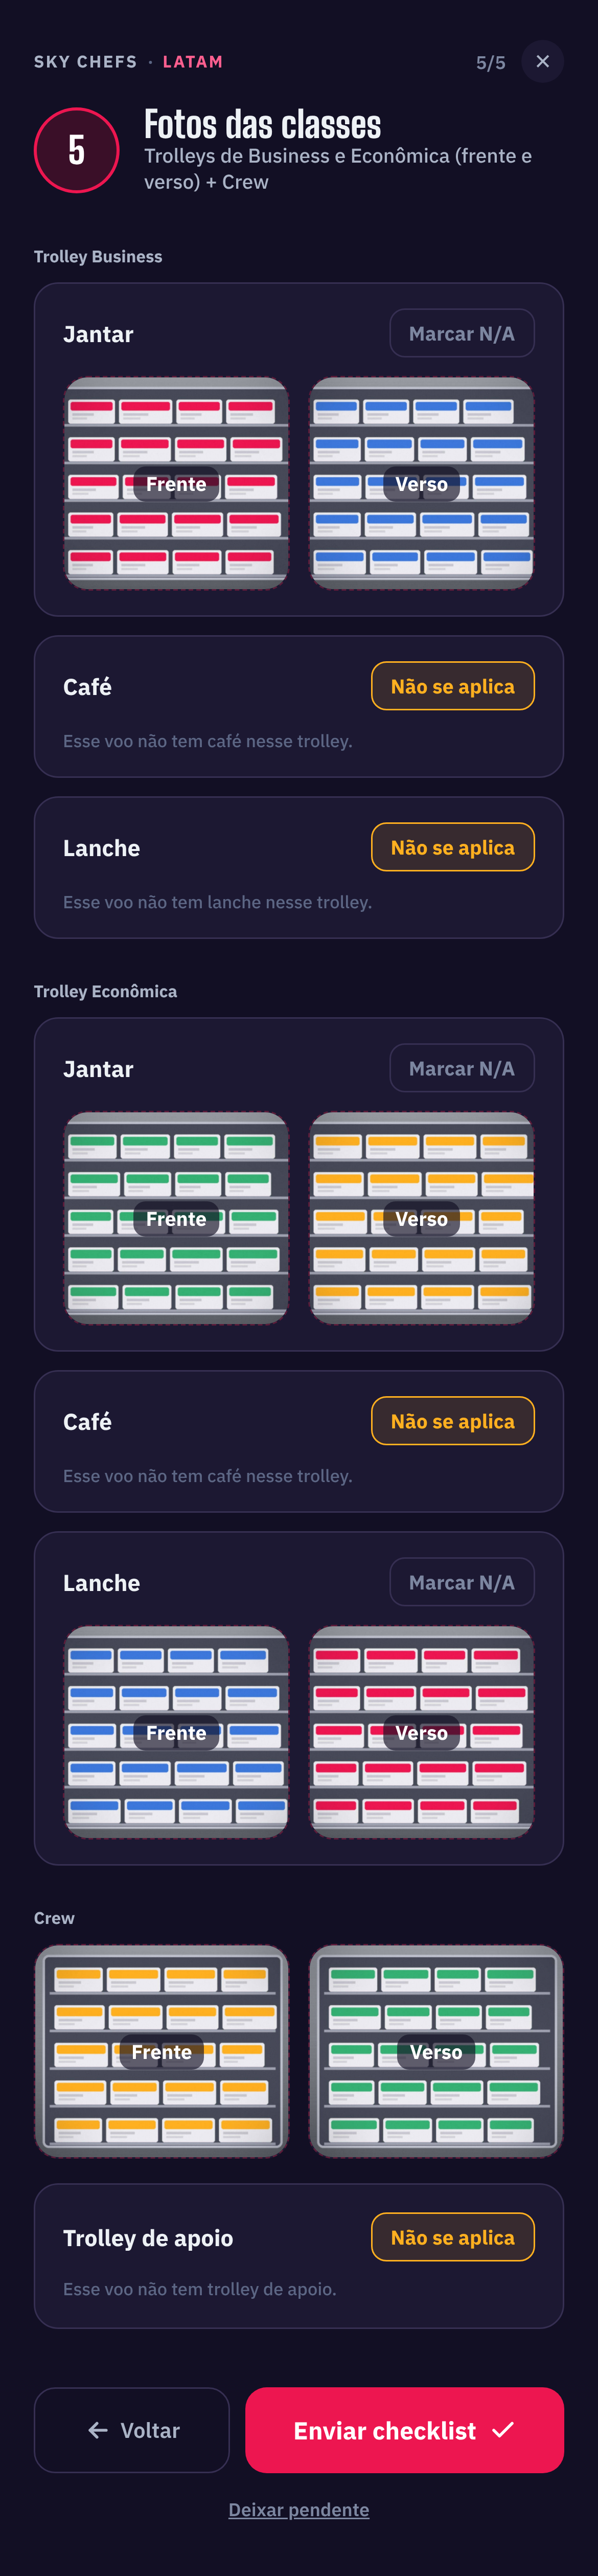 SKY CHEFS · LATAM
5/5
5
Fotos das classes
Trolleys de Business e Econômica (frente e
verso) + Crew
Trolley Business
Jantar
Marcar N/A
Frente
Verso
Café
Não se aplica
Esse voo não tem café nesse trolley.
Lanche
Não se aplica
Esse voo não tem lanche nesse trolley.
Trolley Econômica
Jantar
Marcar N/A
Frente
Verso
Café
Não se aplica
Esse voo não tem café nesse trolley.
Lanche
Marcar N/A
Frente
Verso
Crew
Frente
Verso
Trolley de apoio
Não se aplica
Esse voo não tem trolley de apoio.
← Voltar
Enviar checklist ✓
Deixar pendente